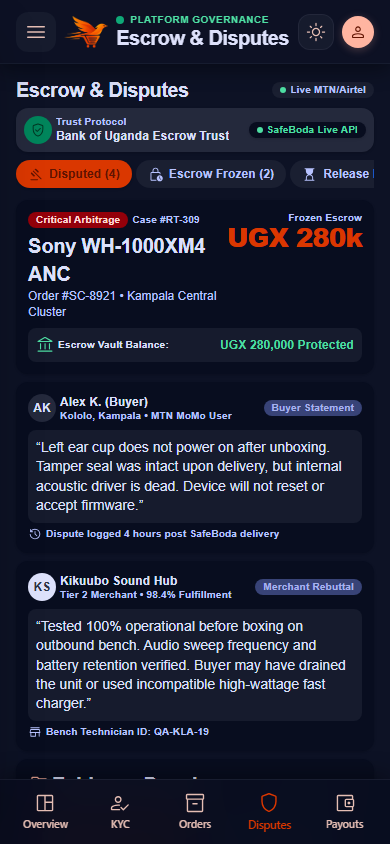 PLATFORM GOVERNANCE
Escrow & Disputes
Escrow & Disputes
Live MTN/Airtel
Trust Protocol
Bank of Uganda Escrow Trust
SafeBoda Live API
Disputed (4)
Escrow Frozen (2)
Release
Critical Arbitrage
Case #RT-309
Frozen Escrow
Sony WH-1000XM4
ANC
UGX 280k
Order #SC-8921 • Kampala Central
Cluster
Escrow Vault Balance:
UGX 280,000 Protected
AK
Alex K. (Buyer)
Kololo, Kampala • MTN MoMo User
Buyer Statement
“Left ear cup does not power on after unboxing.
Tamper seal was intact upon delivery, but internal
acoustic driver is dead. Device will not reset or
accept firmware.”
Dispute logged 4 hours post SafeBoda delivery
KS
Kikuubo Sound Hub
Tier 2 Merchant • 98.4% Fulfillment
Merchant Rebuttal
“Tested 100% operational before boxing on
outbound bench. Audio sweep frequency and
battery retention verified. Buyer may have drained
the unit or used incompatible high-wattage fast
charger.”
Bench Technician ID: QA-KLA-19
Overview
KYC
Orders
Disputes
Payouts